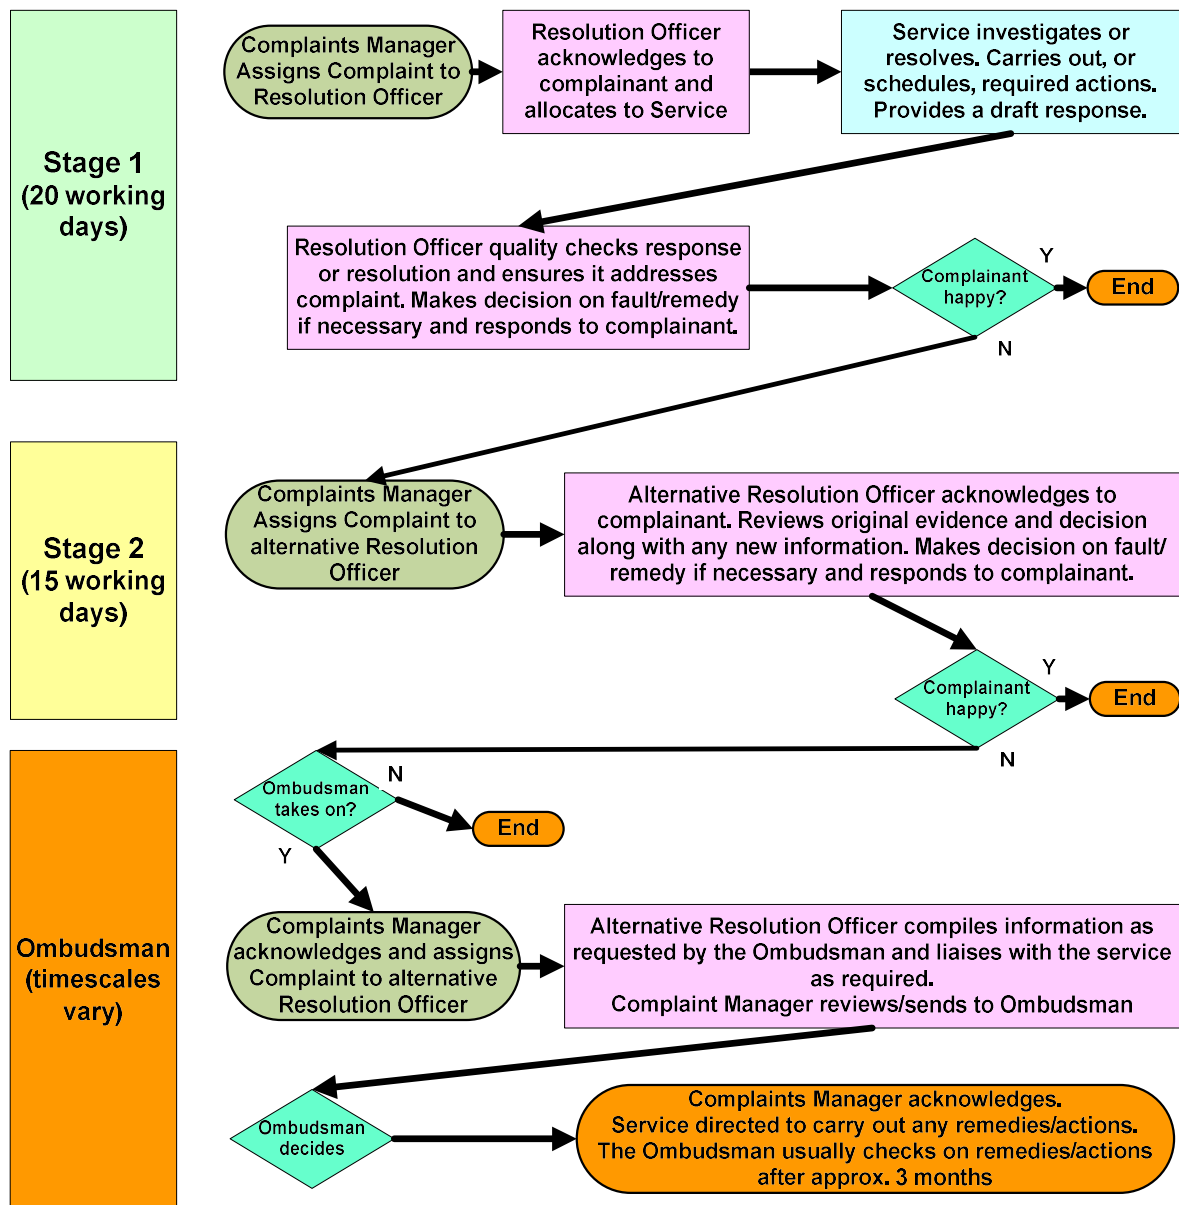 Stage 1
(20 working
days)
Complaints Manager
Assigns Complaint to
Resolution Officer
Resolution Officer
acknowledges to
complainant and
allocates to Service
Service investigates or
resolves. Carries out, or
schedules, required actions.
Provides a draft response.
Resolution Officer quality checks response
or resolution and ensures it addresses
complaint. Makes decision on fault/remedy
if necessary and responds to complainant.
Complainant
happy?
Y
End
N
Stage 2
(15 working
days)
Complaints Manager
Assigns Complaint to
alternative Resolution
Officer
Alternative Resolution Officer acknowledges to
complainant. Reviews original evidence and decision
along with any new information. Makes decision on fault/
remedy if necessary and responds to complainant.
Complainant
happy?
Y
End
N
Ombudsman
(timescales
vary)
Ombudsman
takes on?
N
End
Y
Complaints Manager
acknowledges and assigns
Complaint to alternative
Resolution Officer
Alternative Resolution Officer compiles information as
requested by the Ombudsman and liaises with the service
as required.
Complaint Manager reviews/sends to Ombudsman
Ombudsman
decides
Complaints Manager acknowledges.
Service directed to carry out any remedies/actions.
The Ombudsman usually checks on remedies/actions
after approx. 3 months